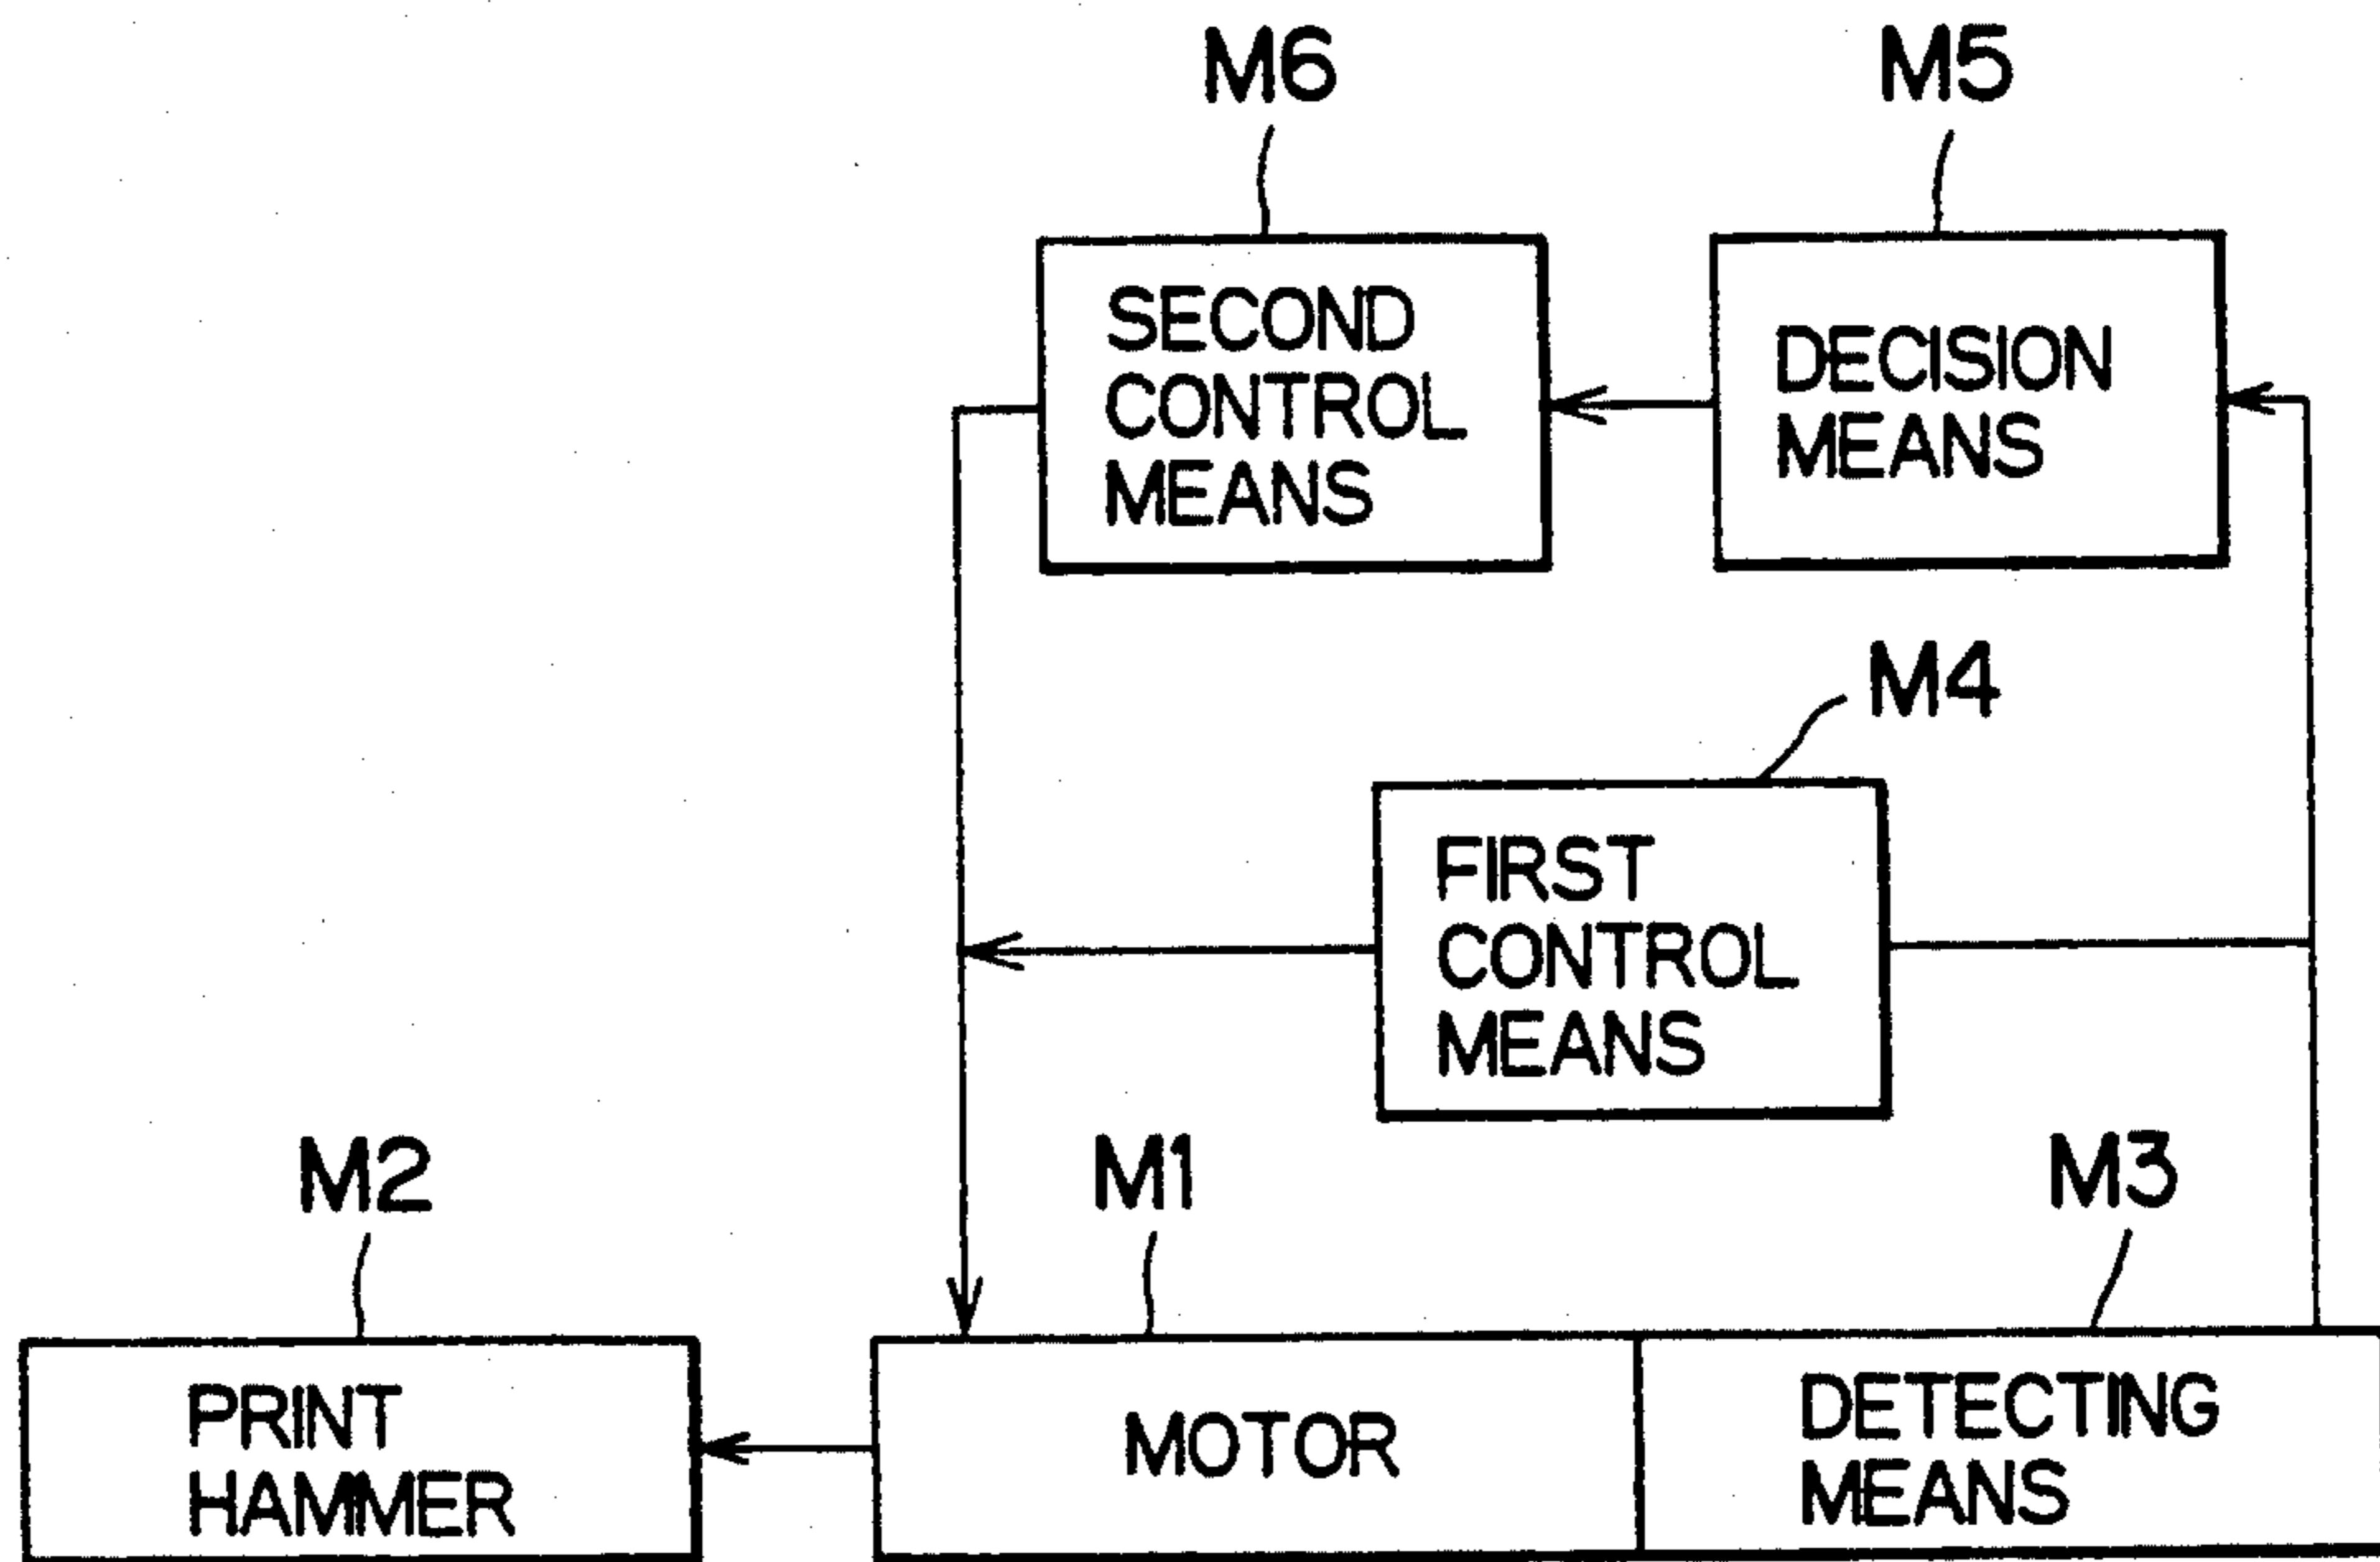 M6
M5
SECOND
CONTROL
MEANS
DECISION
MEANS
M4
FIRST
CONTROL
MEANS
M2
M1
M3
PRINT
HAMMER
MOTOR
DETECTING
MEANS